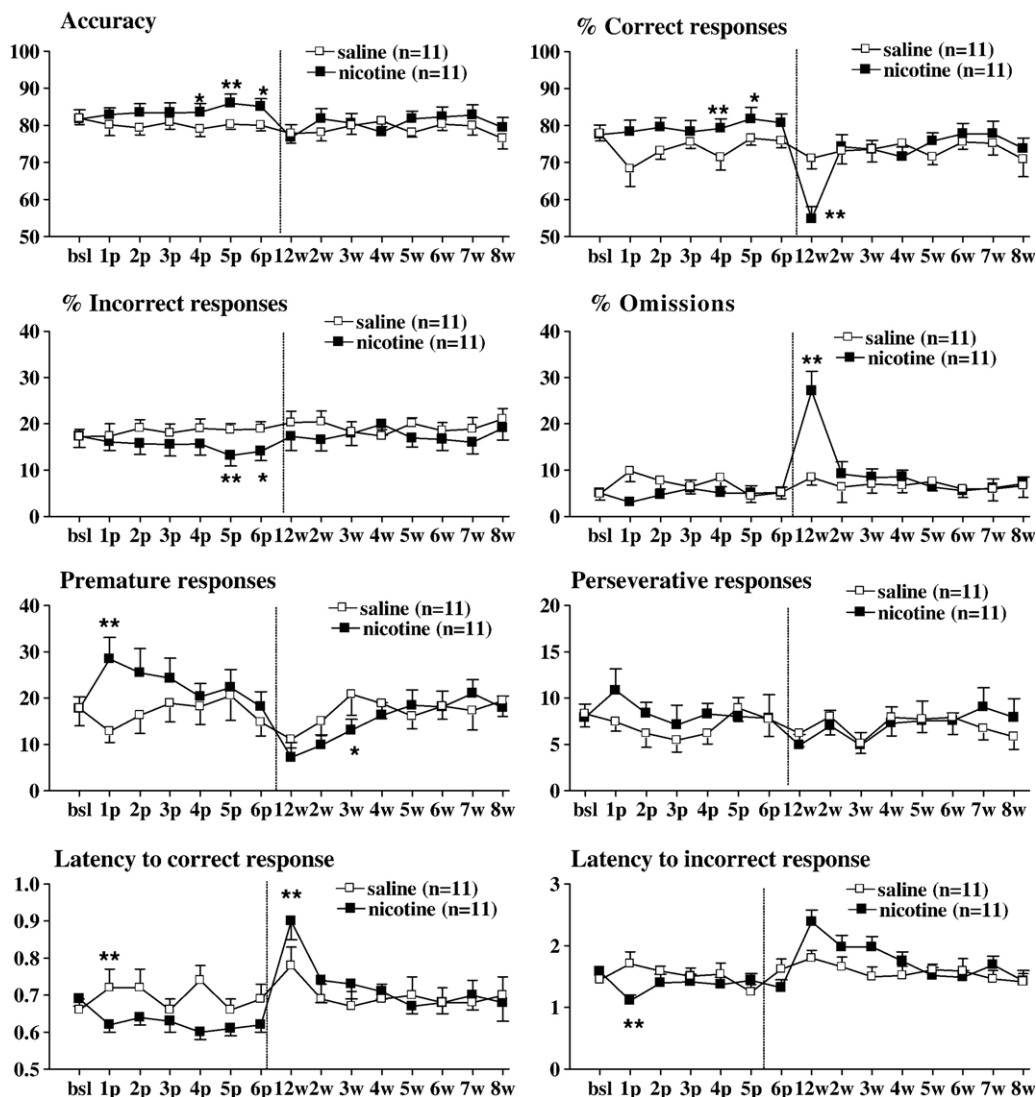 Accuracy
100
90
80
70
60
50
saline (n=11)
nicotine (n=11)
* ** *
bsl 1p 2p 3p 4p 5p 6p 12w 2w 3w 4w 5w 6w 7w 8w
% Correct responses
100
90
80
70
60
50
saline (n=11)
nicotine (n=11)
** *
**
bsl 1p 2p 3p 4p 5p 6p 12w 2w 3w 4w 5w 6w 7w 8w
% Incorrect responses
40
30
20
10
0
saline (n=11)
nicotine (n=11)
** *
bsl 1p 2p 3p 4p 5p 6p 12w 2w 3w 4w 5w 6w 7w 8w
% Omissions
40
30
20
10
0
saline (n=11)
nicotine (n=11)
**
bsl 1p 2p 3p 4p 5p 6p 12w 2w 3w 4w 5w 6w 7w 8w
Premature responses
40
30
20
10
0
saline (n=11)
nicotine (n=11)
**
*
bsl 1p 2p 3p 4p 5p 6p 12w 2w 3w 4w 5w 6w 7w 8w
Perseverative responses
20
15
10
5
0
saline (n=11)
nicotine (n=11)
bsl 1p 2p 3p 4p 5p 6p 12w 2w 3w 4w 5w 6w 7w 8w
Latency to correct response
1.0
0.9
0.8
0.7
0.6
0.5
saline (n=11)
nicotine (n=11)
** **
bsl 1p 2p 3p 4p 5p 6p 12w 2w 3w 4w 5w 6w 7w 8w
Latency to incorrect response
3
2
1
0
saline (n=11)
nicotine (n=11)
**
bsl 1p 2p 3p 4p 5p 6p 12w 2w 3w 4w 5w 6w 7w 8w